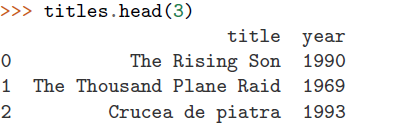 >>> titles.head(3)
title year
0 The Rising Son 1990
1 The Thousand Plane Raid 1969
2 Crucea de piatra 1993